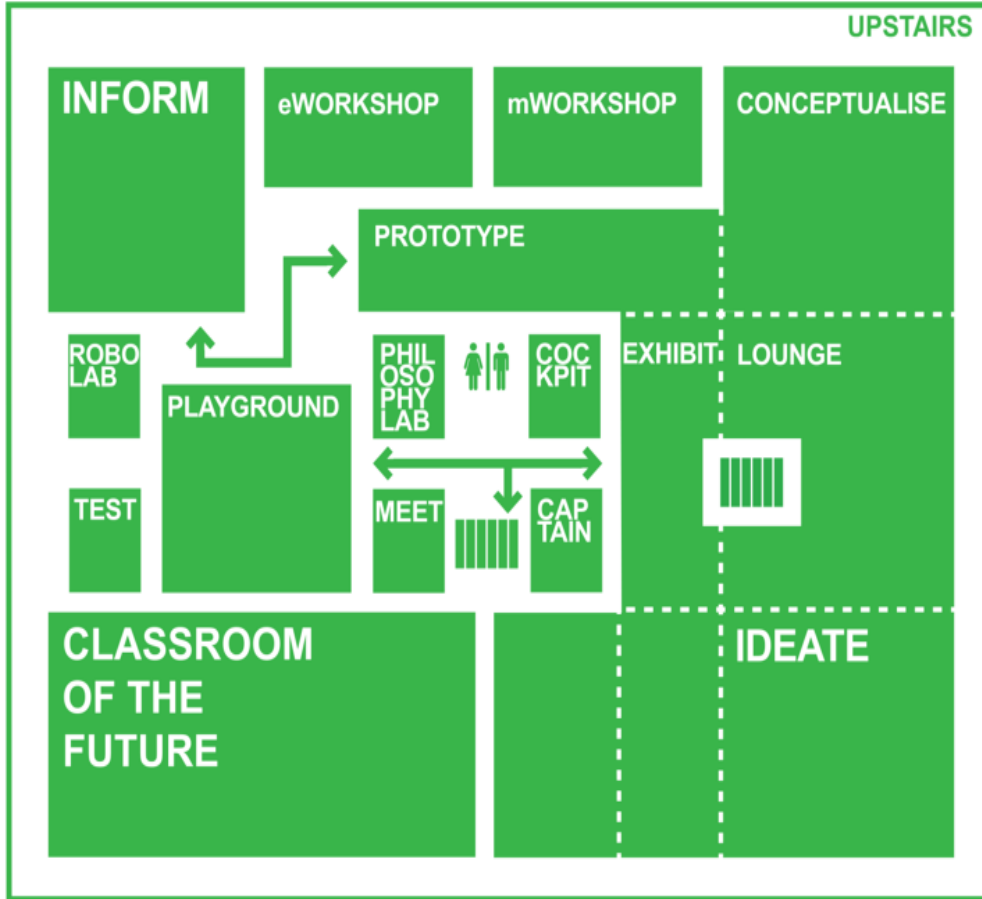 UPSTAIRS
INFORM
eWORKSHOP
mWORKSHOP
CONCEPTUALISE
PROTOTYPE
ROBO
LAB
PLAYGROUND
PHIL
OSO
PHY
LAB
COC
KPIT
EXHIBIT
LOUNGE
TEST
MEET
CAP
TAIN
CLASSROOM
OF THE
FUTURE
IDEATE